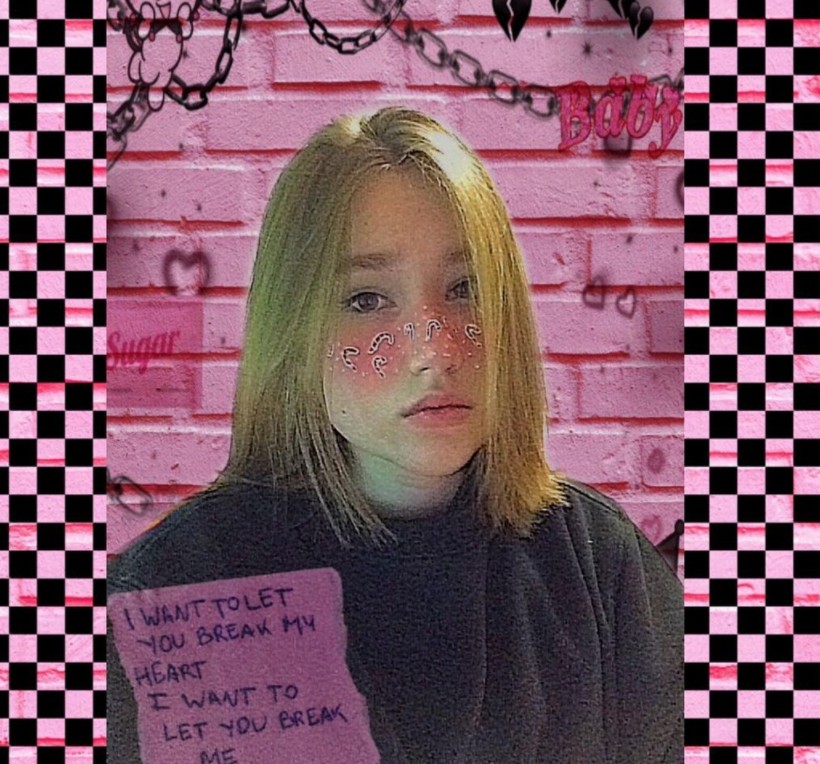 Baby
Sugar
I WANT TO LET
YOU BREAK MY
HEART
I WANT TO
LET YOU BREAK
ME